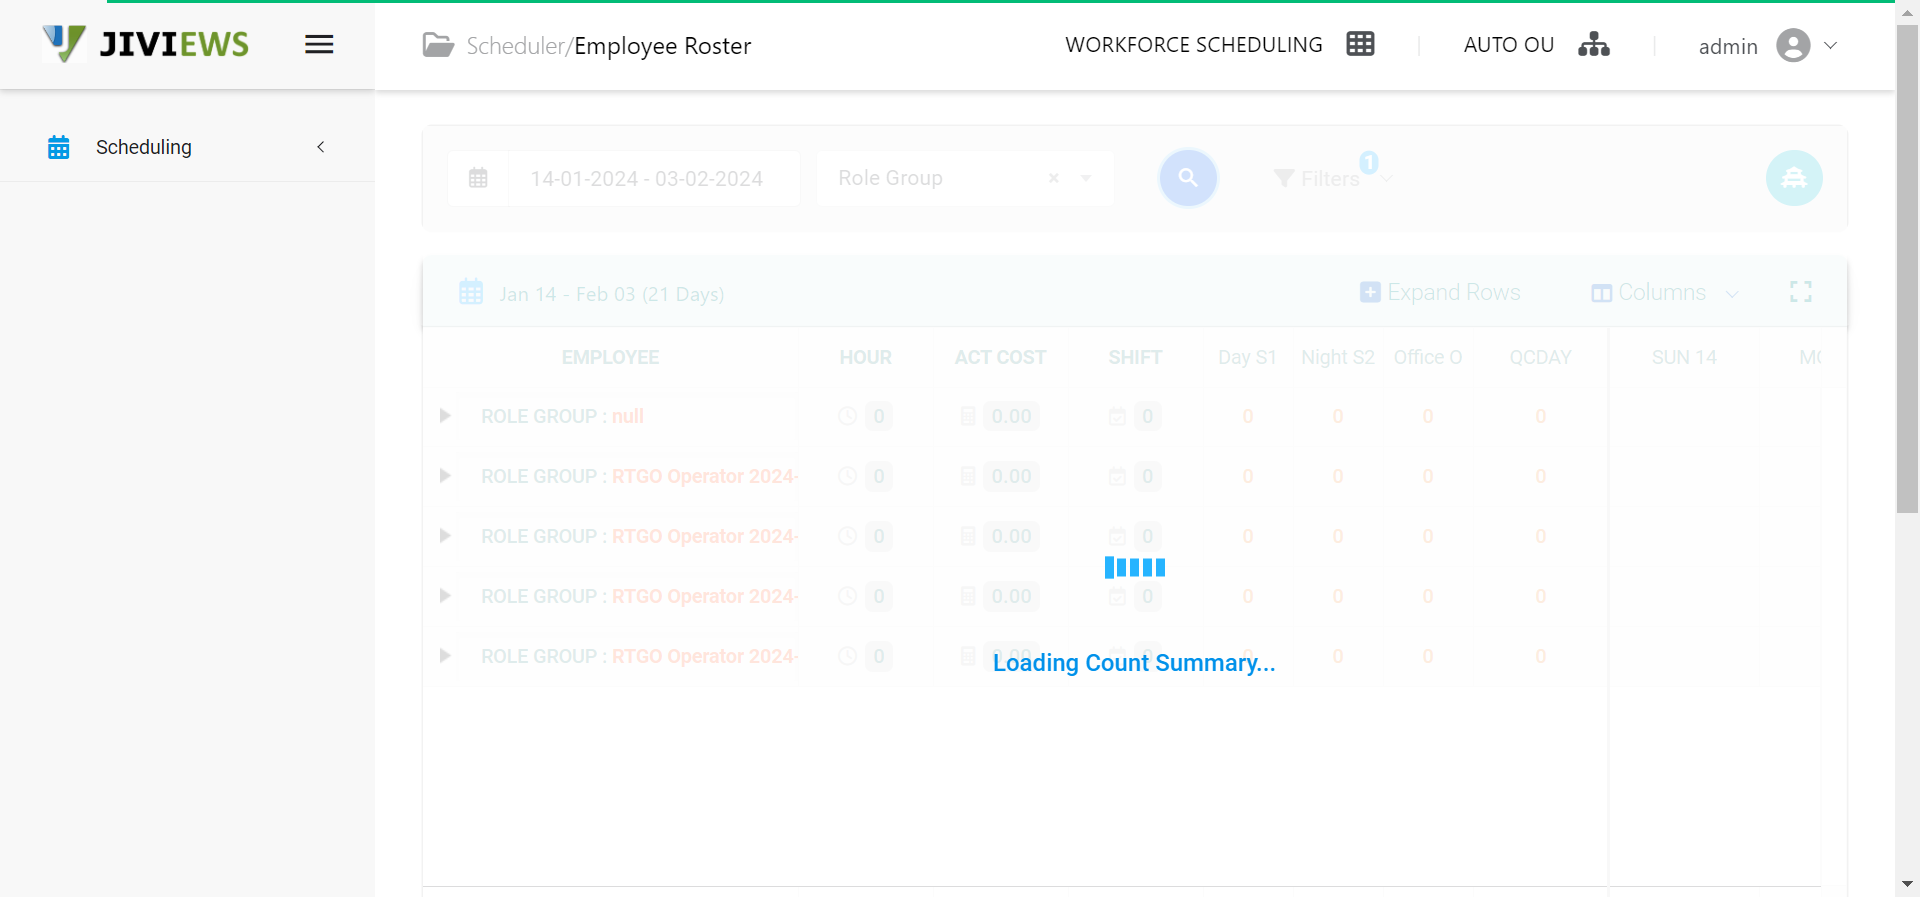 JIVIEWS
Scheduler/Employee Roster
WORKFORCE SCHEDULING
AUTO OU
admin
Scheduling
14-01-2024 - 03-02-2024
Role Group
Filters
1
Jan 14 - Feb 03 (21 Days)
Expand Rows
Columns
EMPLOYEE HOUR ACT COST SHIFT Day S1 Night S2 Office O QCDAY SUN 14 MO
ROLE GROUP : null 0 0.00 0 0 0 0 0
ROLE GROUP : RTGO Operator 2024- 0 0.00 0 0 0 0 0
ROLE GROUP : RTGO Operator 2024- 0 0.00 0 0 0 0 0
ROLE GROUP : RTGO Operator 2024- 0 0.00 0 0 0 0 0
ROLE GROUP : RTGO Operator 2024- 0 0.00 0 0 0 0 0
Loading Count Summary...